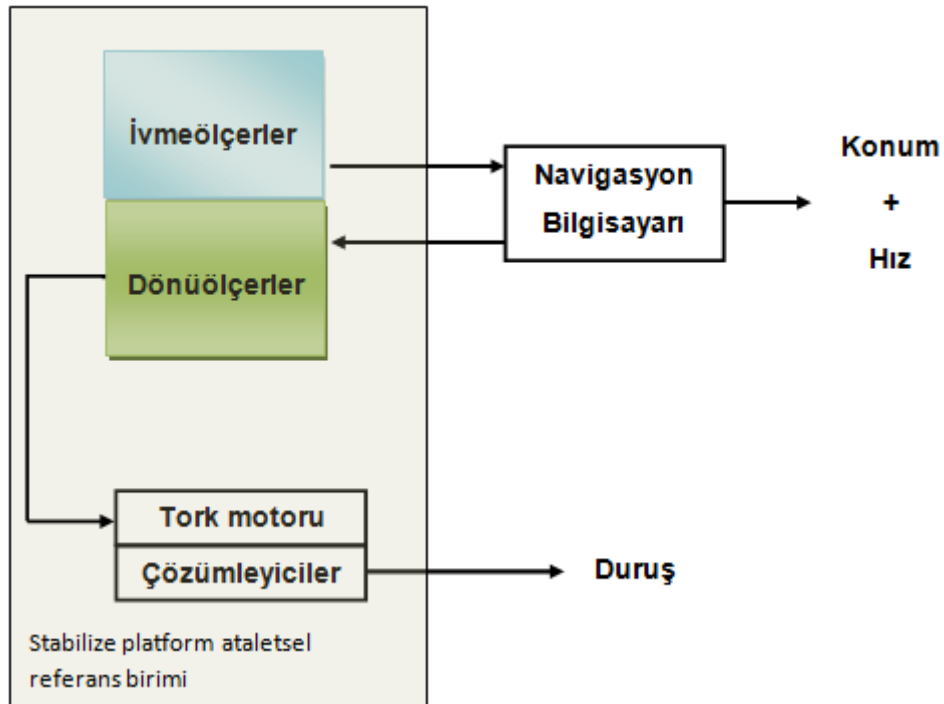 İvmeölçerler
Dönüölçerler
Navigasyon
Bilgisayarı
Konum
+
Hız
Tork motoru
Çözümleyiciler
Duruş
Stabilize platform ataletsel
referans birimi